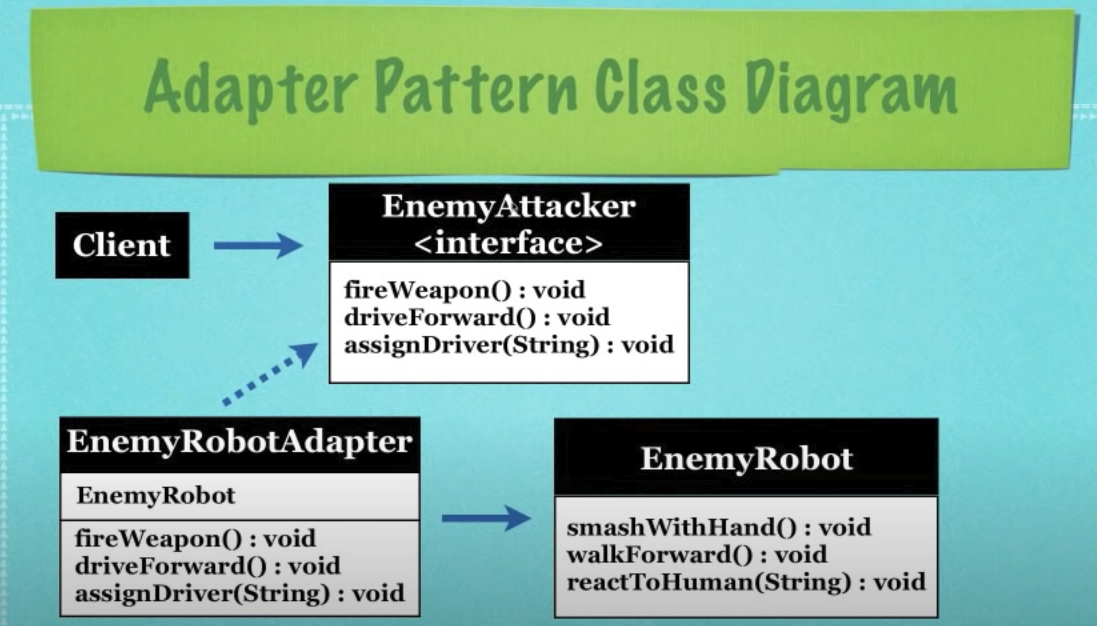 Adapter Pattern Class Diagram
Client
EnemyAttacker
<interface>
fireWeapon() : void
driveForward() : void
assignDriver(String) : void
EnemyRobotAdapter
EnemyRobot
fireWeapon() : void
driveForward() : void
assignDriver(String) : void
EnemyRobot
smashWithHand() : void
walkForward() : void
reactToHuman(String) : void